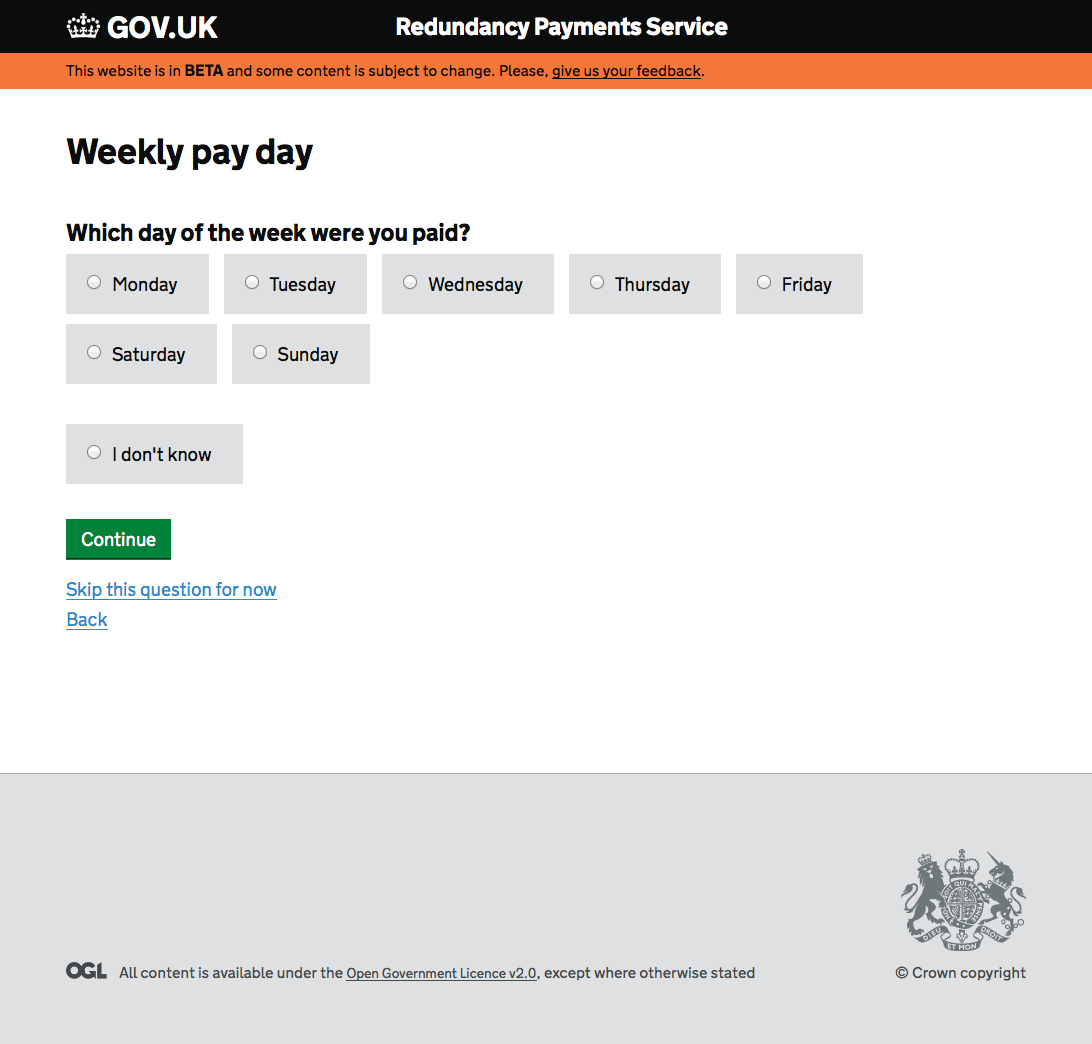 GOV.UK Redundancy Payments Service
This website is in BETA and some content is subject to change. Please, give us your feedback.
Weekly pay day
Which day of the week were you paid?
Monday Tuesday Wednesday Thursday Friday
Saturday Sunday
I don't know
Continue
Skip this question for now
Back
DIEU ET MON DROIT
OGL All content is available under the Open Government Licence v2.0, except where otherwise stated
© Crown copyright